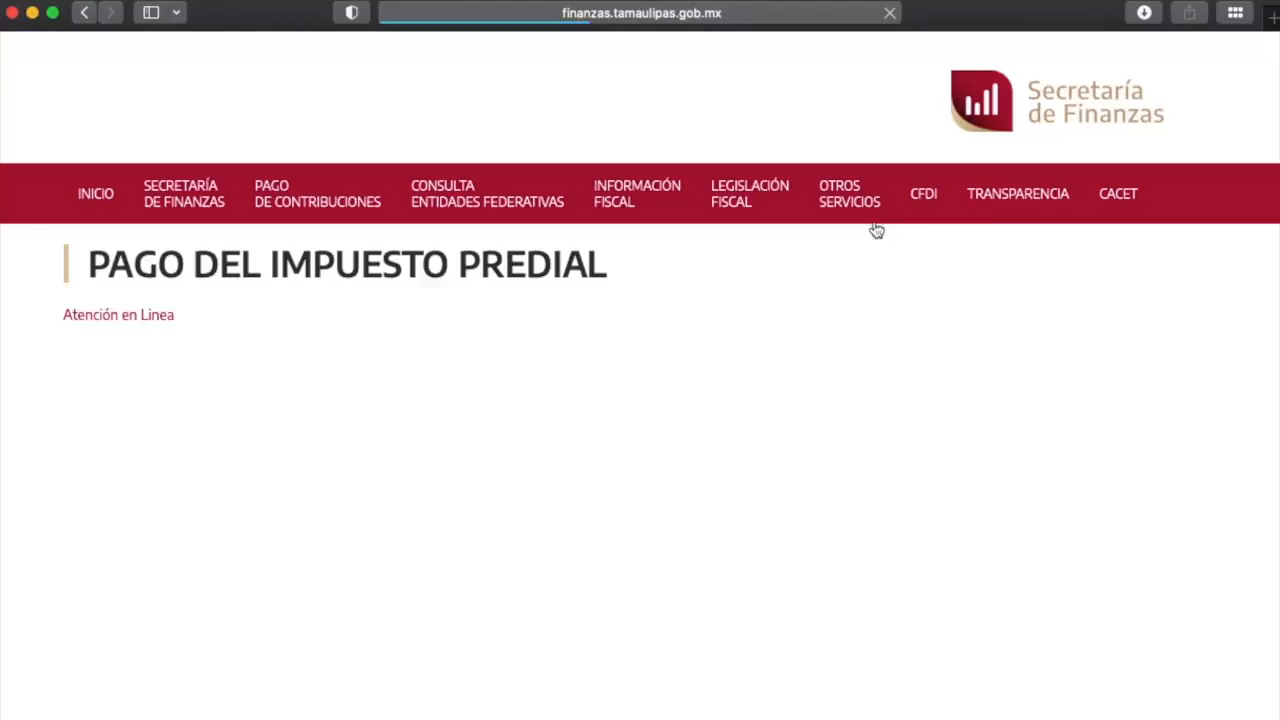 finanzas.tamaulipas.gob.mx
Secretaría
de Finanzas
INICIO
SECRETARÍA
DE FINANZAS
PAGO
DE CONTRIBUCIONES
CONSULTA
ENTIDADES FEDERATIVAS
INFORMACIÓN
FISCAL
LEGISLACIÓN
FISCAL
OTROS
SERVICIOS
CFDI
TRANSPARENCIA
CACET
PAGO DEL IMPUESTO PREDIAL
Atención en Linea